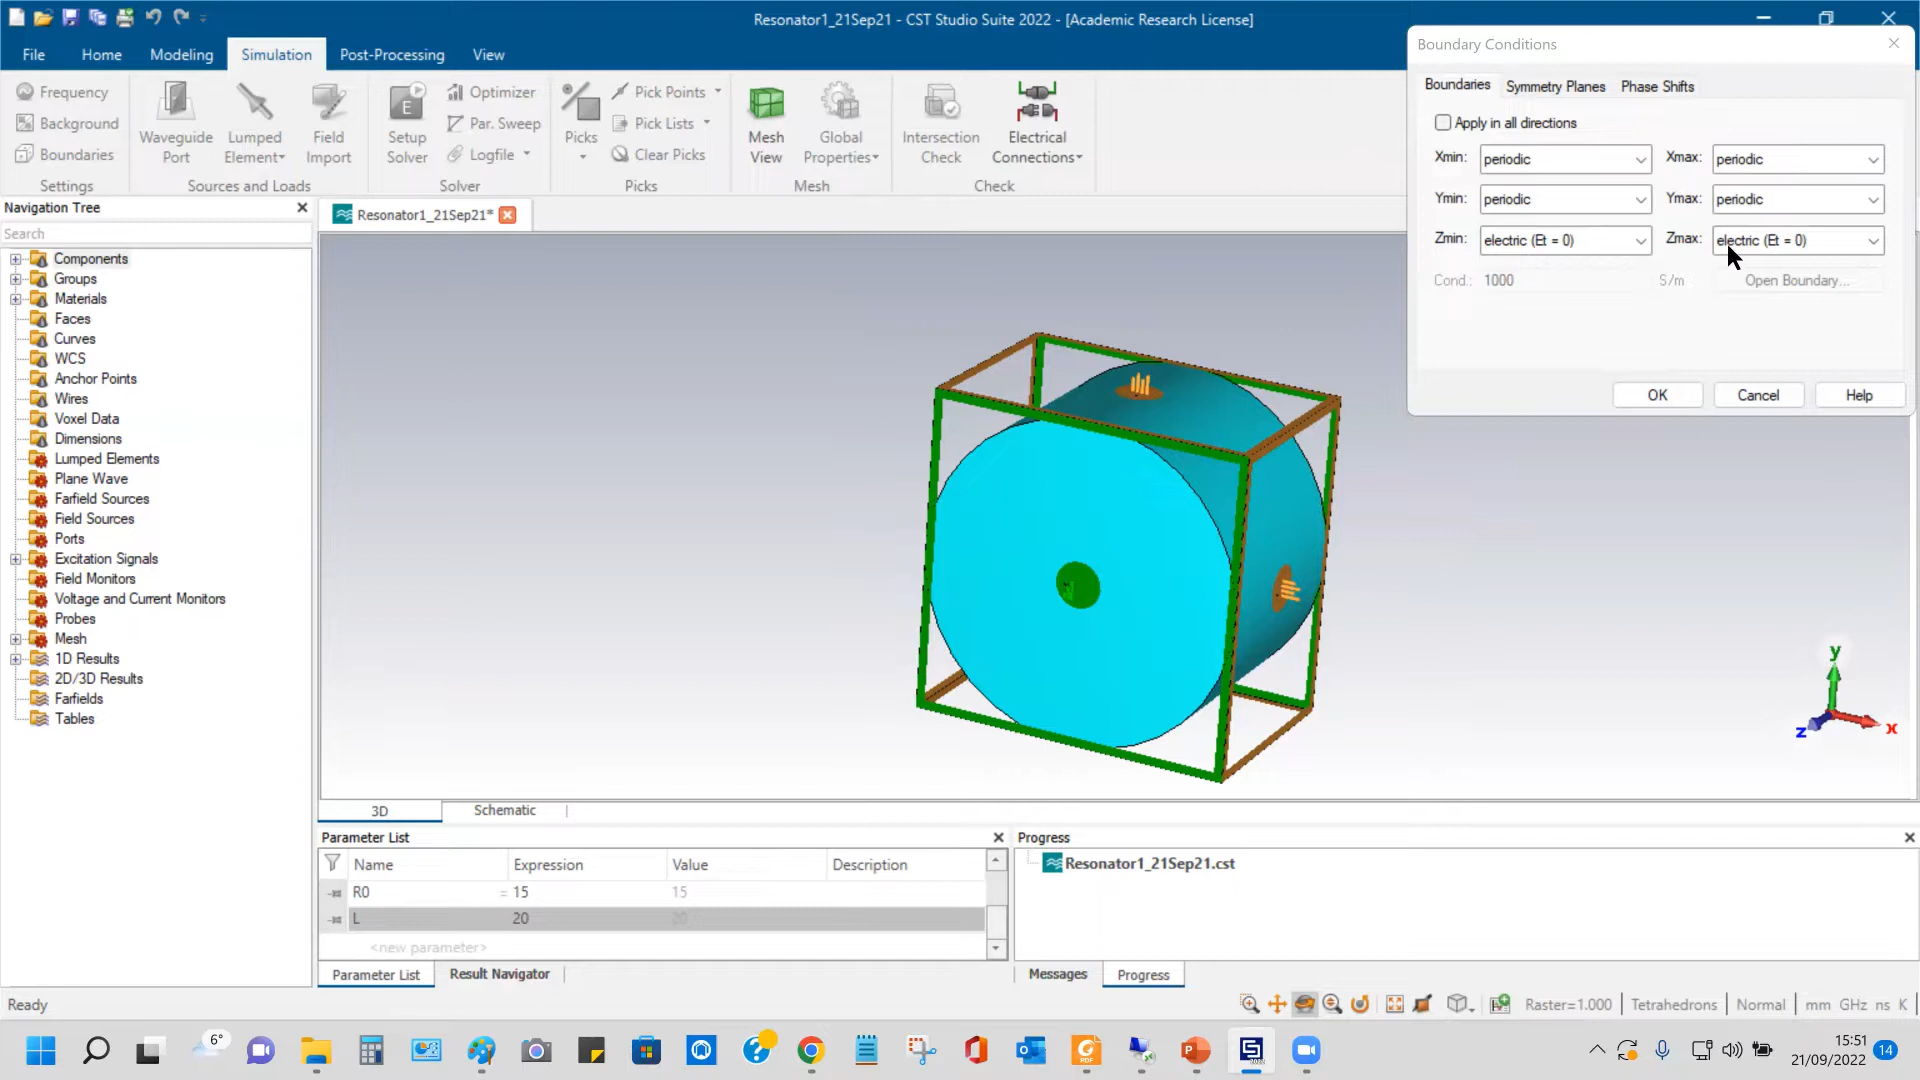 Resonator1_21Sep21 - CST Studio Suite 2022 - [Academic Research License]
File Home Modeling Simulation Post-Processing View
Frequency
Background
Boundaries
Settings
Waveguide Port
Lumped Element
Field Import
Sources and Loads
E
Setup Solver
Optimizer
Par. Sweep
Logfile
Solver
Picks
Pick Points
Pick Lists
Clear Picks
Picks
Mesh View
Global Properties
Mesh
Intersection Check
Electrical Connections
Check
Boundary Conditions
Boundaries Symmetry Planes Phase Shifts
Apply in all directions
Xmin: periodic Xmax: periodic
Ymin: periodic Ymax: periodic
Zmin: electric (Et = 0) Zmax: electric (Et = 0)
Cond.: 1000 S/m Open Boundary...
OK Cancel Help
Navigation Tree
Search
Components
Groups
Materials
Faces
Curves
WCS
Anchor Points
Wires
Voxel Data
Dimensions
Lumped Elements
Plane Wave
Farfield Sources
Field Sources
Ports
Excitation Signals
Field Monitors
Voltage and Current Monitors
Probes
Mesh
1D Results
2D/3D Results
Farfields
Tables
Resonator1_21Sep21*
y
z
x
3D Schematic
Parameter List
Name Expression Value Description
R0 = 15 15
L 20 20
<new parameter>
Parameter List Result Navigator
Progress
Resonator1_21Sep21.cst
Messages Progress
Ready
Raster=1.000 Tetrahedrons Normal mm GHz ns K
6°
15:51
21/09/2022
14